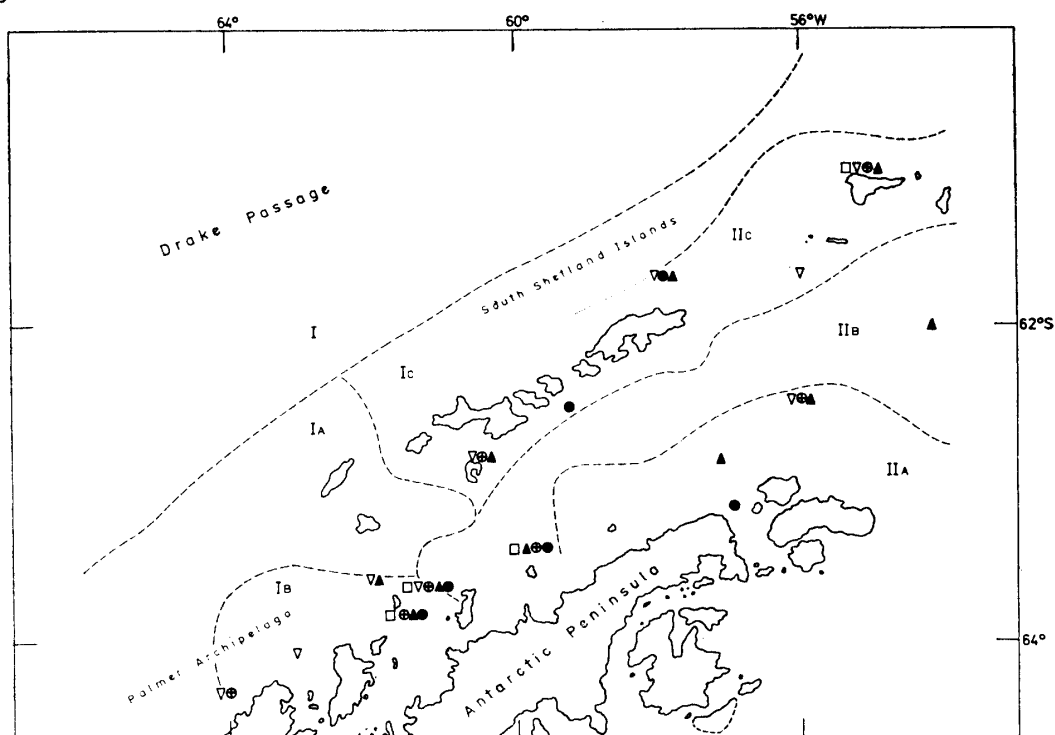 64° 60° 56°W
Drake Passage
South Shetland Islands
IIC
62°S
I
IIB
IC
IA
IIA
IB
Palmer Archipelago
Antarctic Peninsula
64°